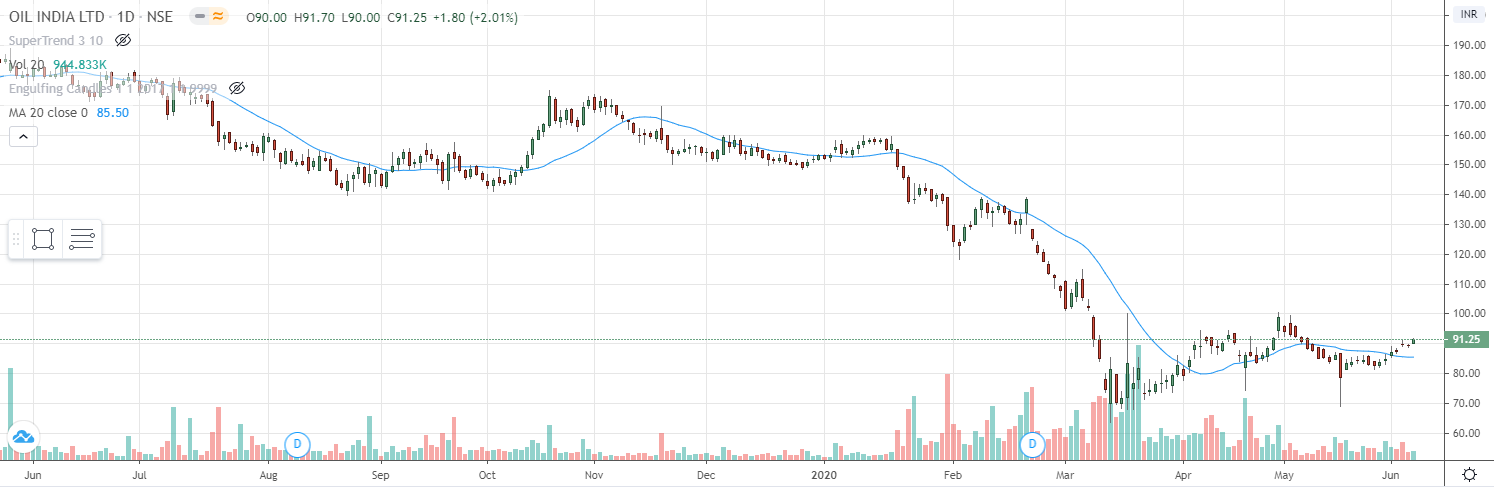 OIL INDIA LTD · 1D · NSE O90.00 H91.70 L90.00 C91.25 +1.80 (+2.01%)
SuperTrend 3 10
Vol 20 944.833K
Engulfing Candles 1 1 9999
MA 20 close 0 85.50
INR
190.00
180.00
170.00
160.00
150.00
140.00
130.00
120.00
110.00
100.00
91.25
80.00
70.00
60.00
D D
Jun Jul Aug Sep Oct Nov Dec 2020 Feb Mar Apr May Jun